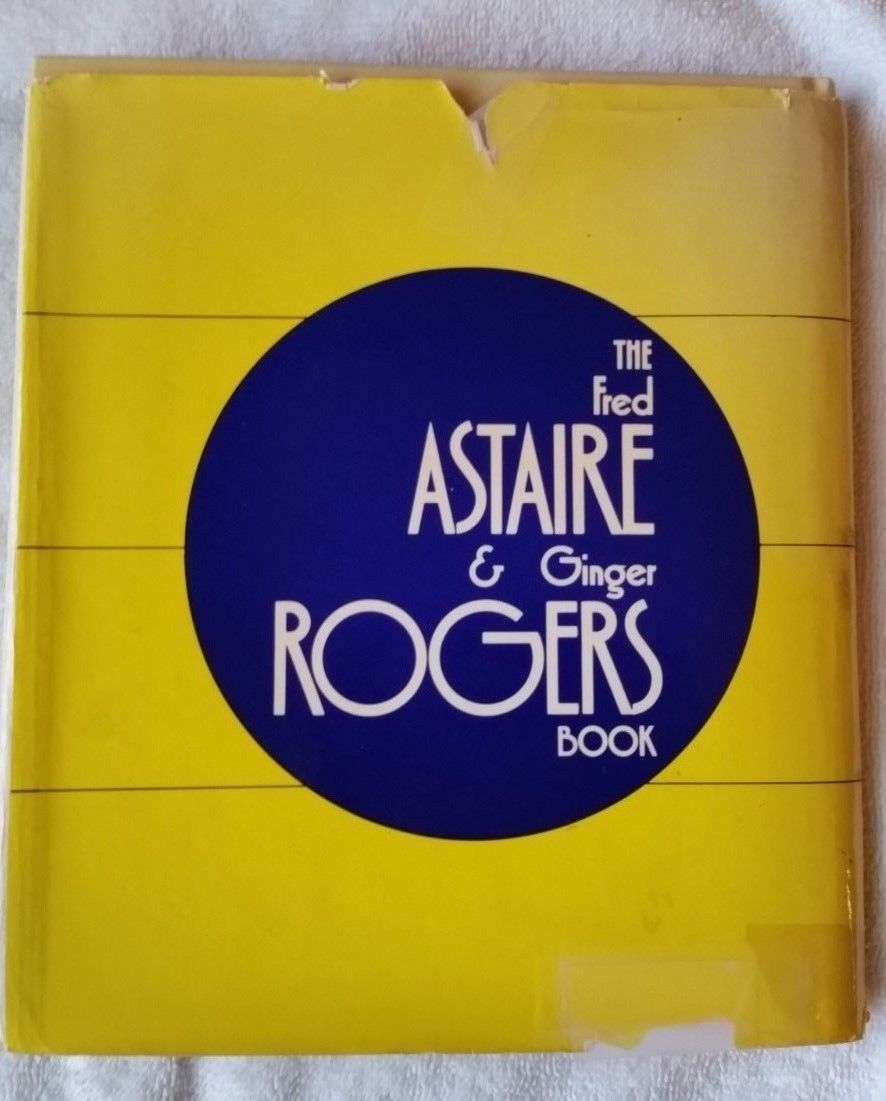 THE
Fred
ASTAIRE
& Ginger
ROGERS
BOOK